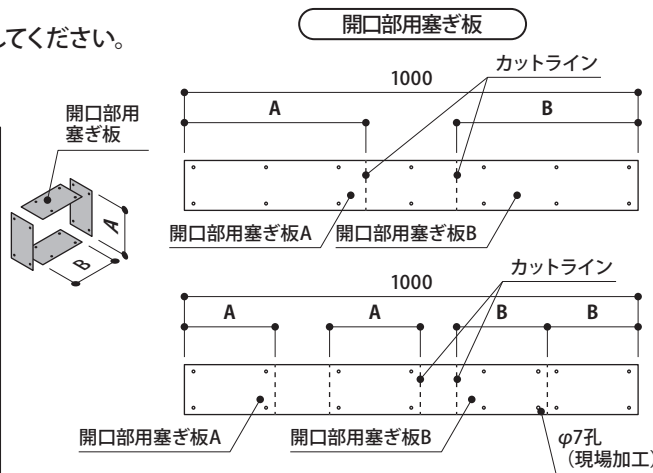 開口部用塞ぎ板
てください。
カットライン
1000
開口部用
塞ぎ板
A
B
A
B
開口部用塞ぎ板A
開口部用塞ぎ板B
カットライン
1000
A
A
B
B
開口部用塞ぎ板A
開口部用塞ぎ板B
φ7孔
（現場加工）